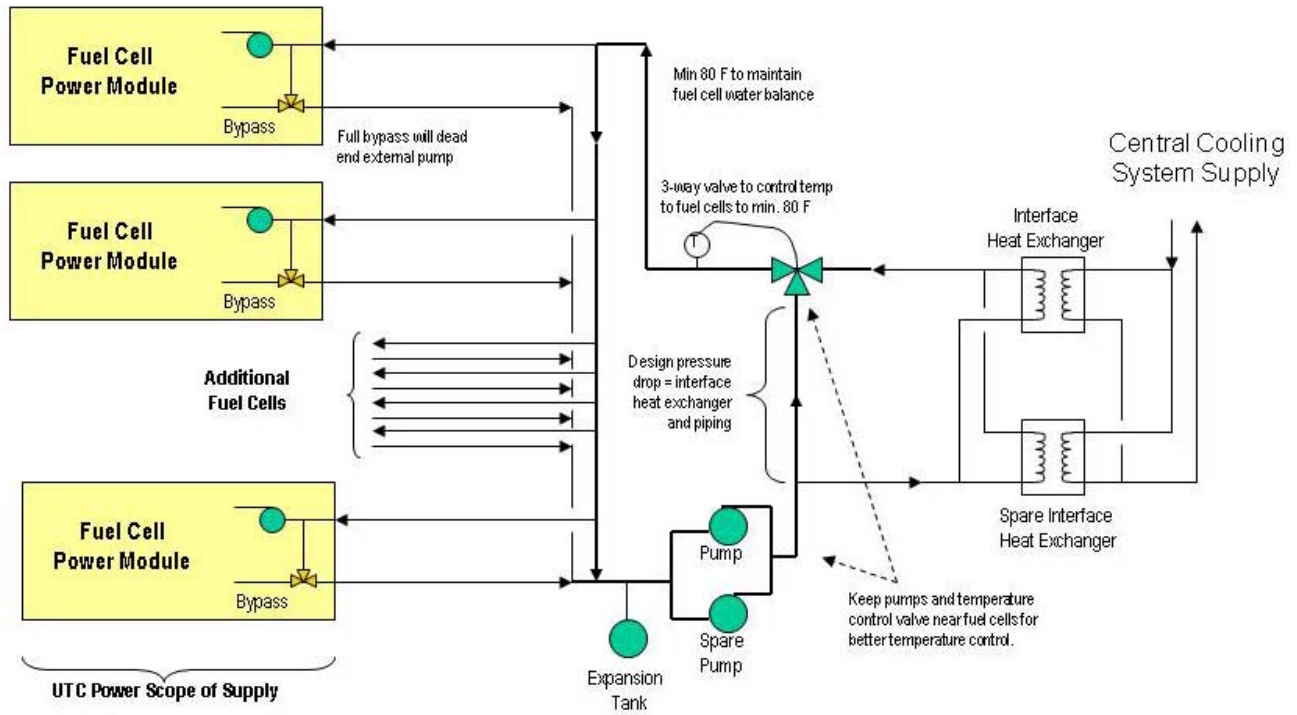 Fuel Cell
Power Module
Bypass
Full bypass will dead
end external pump
Min 80 F to maintain
fuel cell water balance
Central Cooling
System Supply
3-way valve to control temp
to fuel cells to min. 80 F
T
Interface
Heat Exchanger
Fuel Cell
Power Module
Bypass
Additional
Fuel Cells
Design pressure
drop = interface
heat exchanger
and piping
Spare Interface
Heat Exchanger
Fuel Cell
Power Module
Bypass
Pump
Spare
Pump
Keep pumps and temperature
control valve near fuel cells for
better temperature control.
Expansion
Tank
UTC Power Scope of Supply